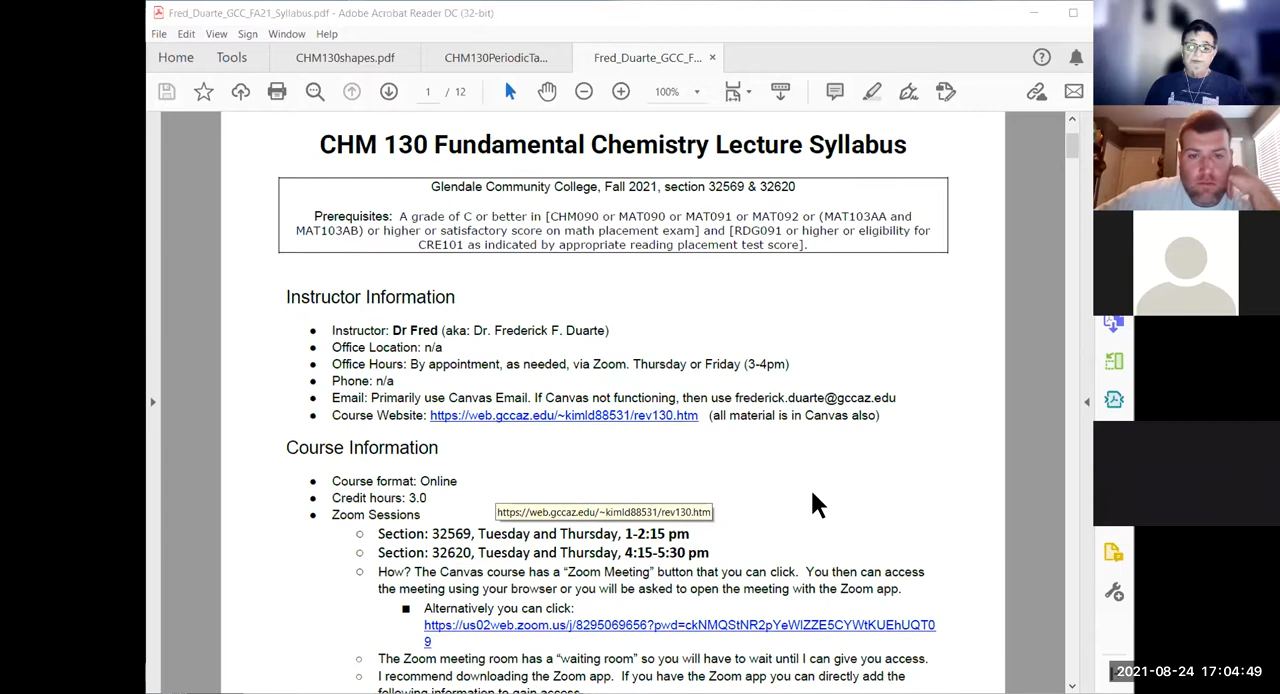 Fred_Duarte_GCC_FA21_Syllabus.pdf - Adobe Acrobat Reader DC (32-bit)
File Edit View Sign Window Help
Home Tools CHM130shapes.pdf CHM130PeriodicTa... Fred_Duarte_GCC_F... ×
1 / 12 100%
CHM 130 Fundamental Chemistry Lecture Syllabus
Glendale Community College, Fall 2021, section 32569 & 32620
Prerequisites: A grade of C or better in [CHM090 or MAT090 or MAT091 or MAT092 or (MAT103AA and
MAT103AB) or higher or satisfactory score on math placement exam] and [RDG091 or higher or eligibility for
CRE101 as indicated by appropriate reading placement test score].
Instructor Information
● Instructor: Dr Fred (aka: Dr. Frederick F. Duarte)
● Office Location: n/a
● Office Hours: By appointment, as needed, via Zoom. Thursday or Friday (3-4pm)
● Phone: n/a
● Email: Primarily use Canvas Email. If Canvas not functioning, then use frederick.duarte@gccaz.edu
● Course Website: https://web.gccaz.edu/~kimld88531/rev130.htm (all material is in Canvas also)
Course Information
● Course format: Online
● Credit hours: 3.0
● Zoom Sessions
https://web.gccaz.edu/~kimld88531/rev130.htm
○ Section: 32569, Tuesday and Thursday, 1-2:15 pm
○ Section: 32620, Tuesday and Thursday, 4:15-5:30 pm
○ How? The Canvas course has a “Zoom Meeting” button that you can click. You then can access
the meeting using your browser or you will be asked to open the meeting with the Zoom app.
■ Alternatively you can click:
https://us02web.zoom.us/j/8295069656?pwd=ckNMQStNR2pYeWlZZE5CYWtKUEhUQT0
9
○ The Zoom meeting room has a “waiting room” so you will have to wait until I can give you access.
○ I recommend downloading the Zoom app. If you have the Zoom app you can directly add the
following information to gain access
2021-08-24 17:04:49